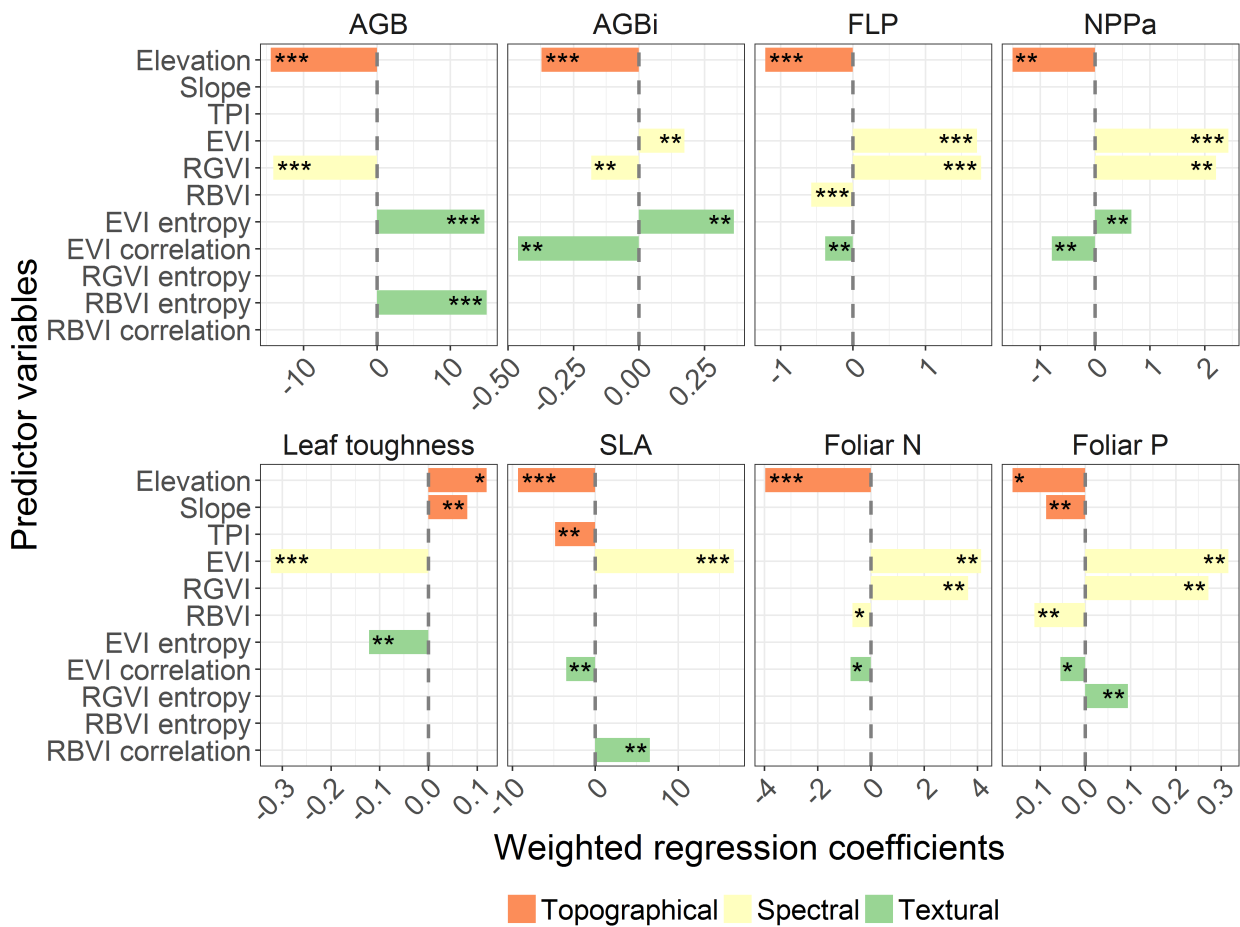 AGB AGBi FLP NPPa
Elevation *** *** *** **
Slope
TPI
EVI ** *** ***
RGVI *** ** *** **
RBVI ***
EVI entropy *** ** **
EVI correlation ** ** **
RGVI entropy
RBVI entropy ***
RBVI correlation
-10 0 10 -0.50 -0.25 0.00 0.25 -1 0 1 -1 0 1 2
Predictor variables
Leaf toughness SLA Foliar N Foliar P
Elevation * *** *** *
Slope ** **
TPI **
EVI *** *** ** **
RGVI ** **
RBVI * **
EVI entropy **
EVI correlation ** * *
RGVI entropy **
RBVI entropy
RBVI correlation **
-0.3 -0.2 -0.1 0.0 0.1 -10 0 10 -4 -2 0 2 4 -0.1 0.0 0.1 0.2 0.3
Weighted regression coefficients
Topographical Spectral Textural